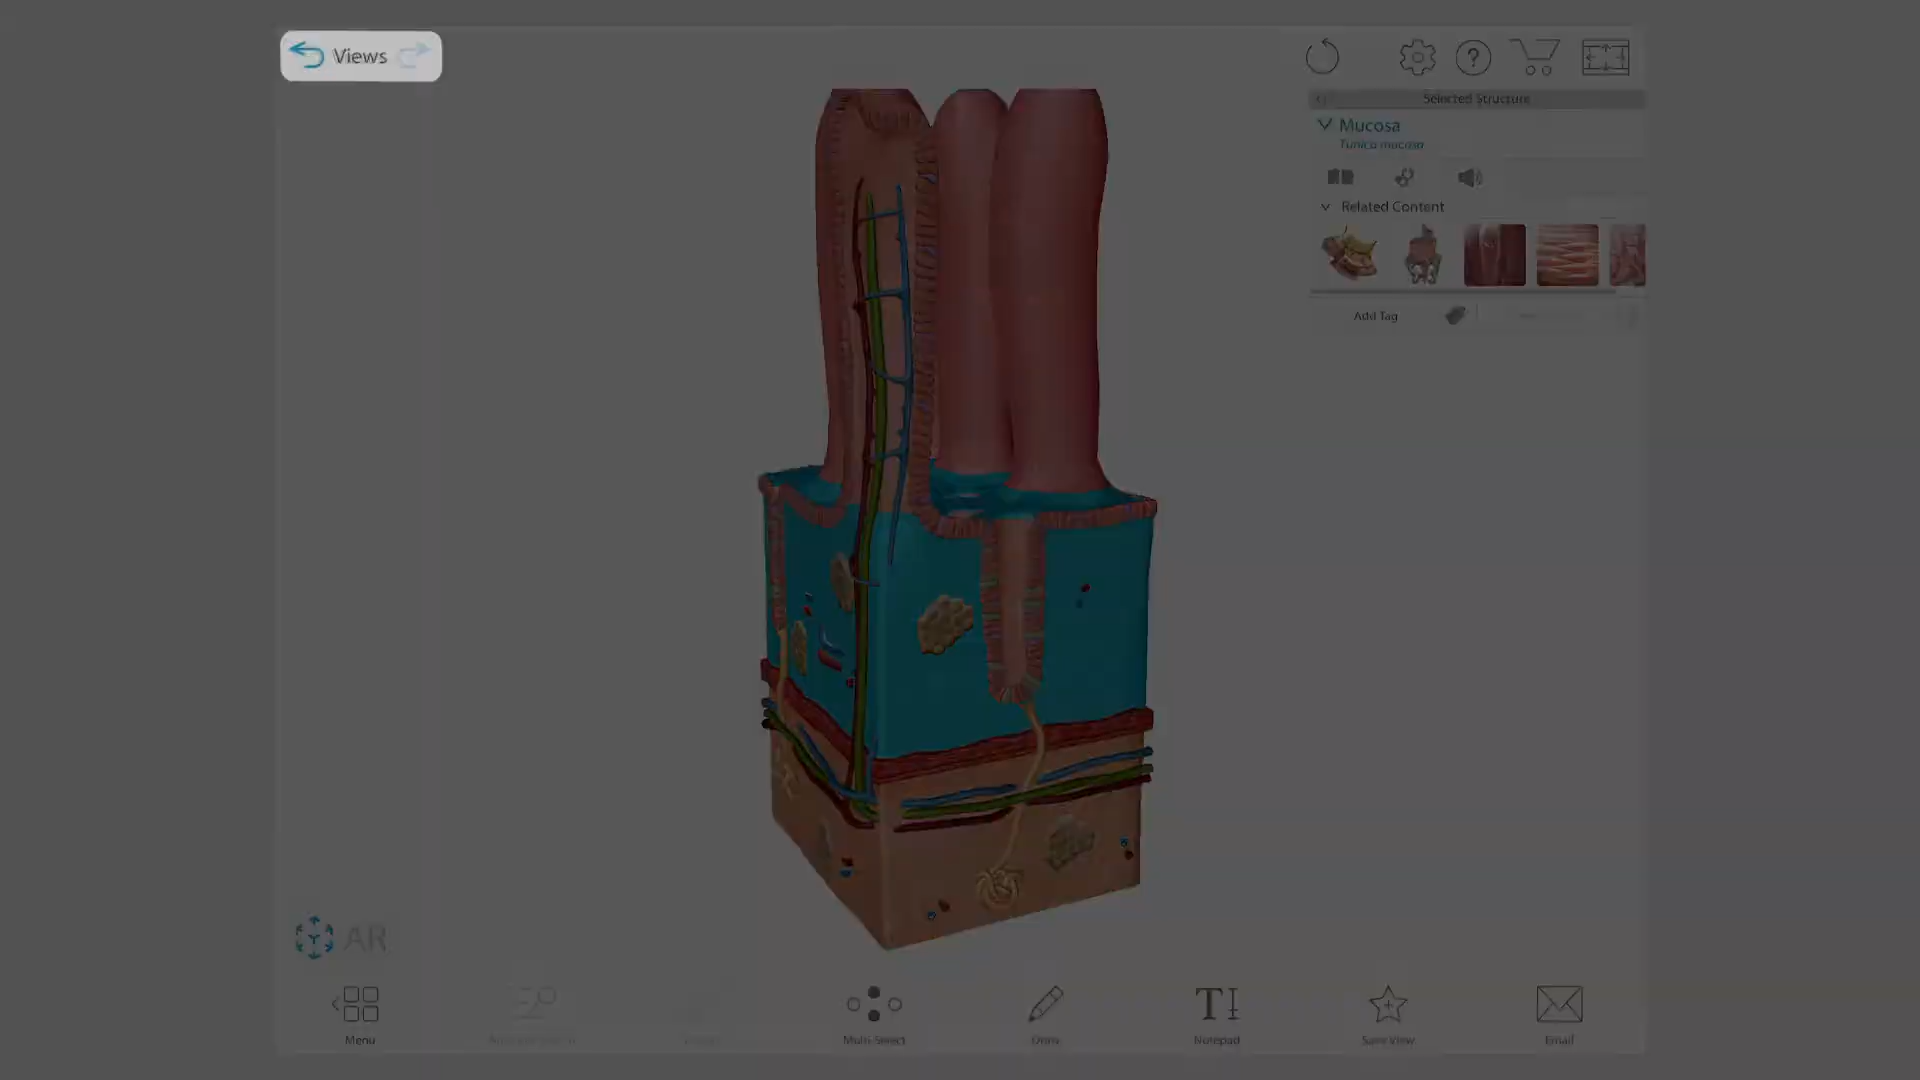 Views
?
Selected Structure
Mucosa
Tunica mucosa
Related Content
Add Tag
AR
Menu
Multi-Select
Draw
Notepad
Save View
Email